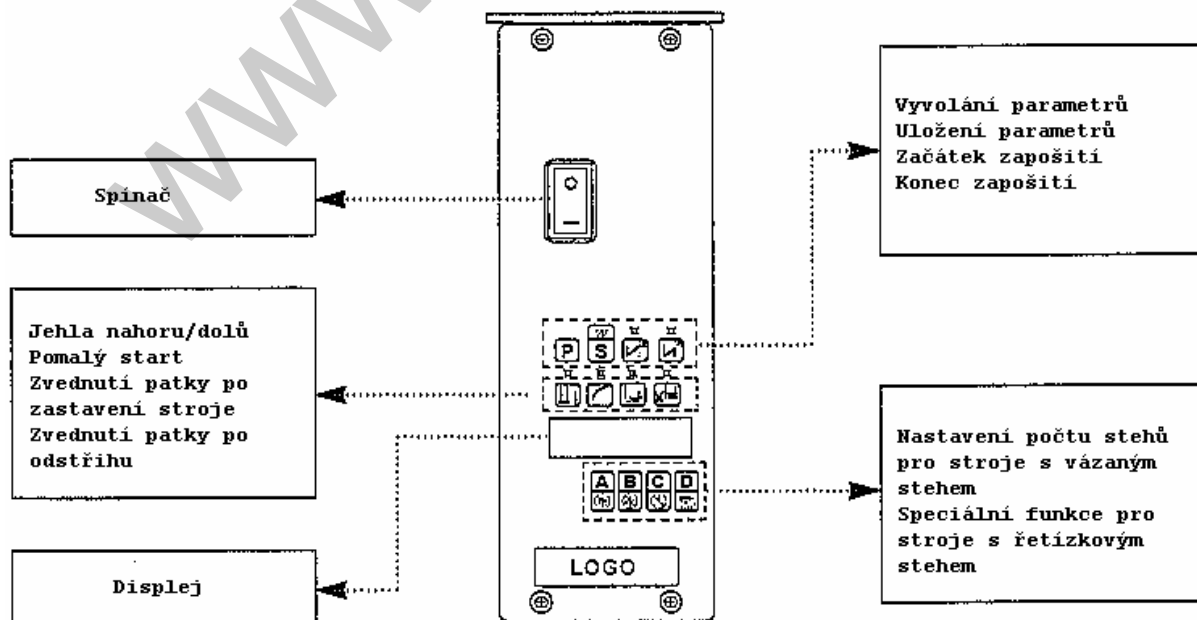 www
Spínač
Jehla nahoru/dolů
Pomalý start
Zvednutí patky po
zastavení stroje
Zvednutí patky po
odstřihu
Displej
P S
A B C D
LOGO
Vyvolání parametrů
Uložení parametrů
Začátek zapošití
Konec zapošití
Nastavení počtu stehů
pro stroje s vázaným
stehem
Speciální funkce pro
stroje s řetízkovým
stehem